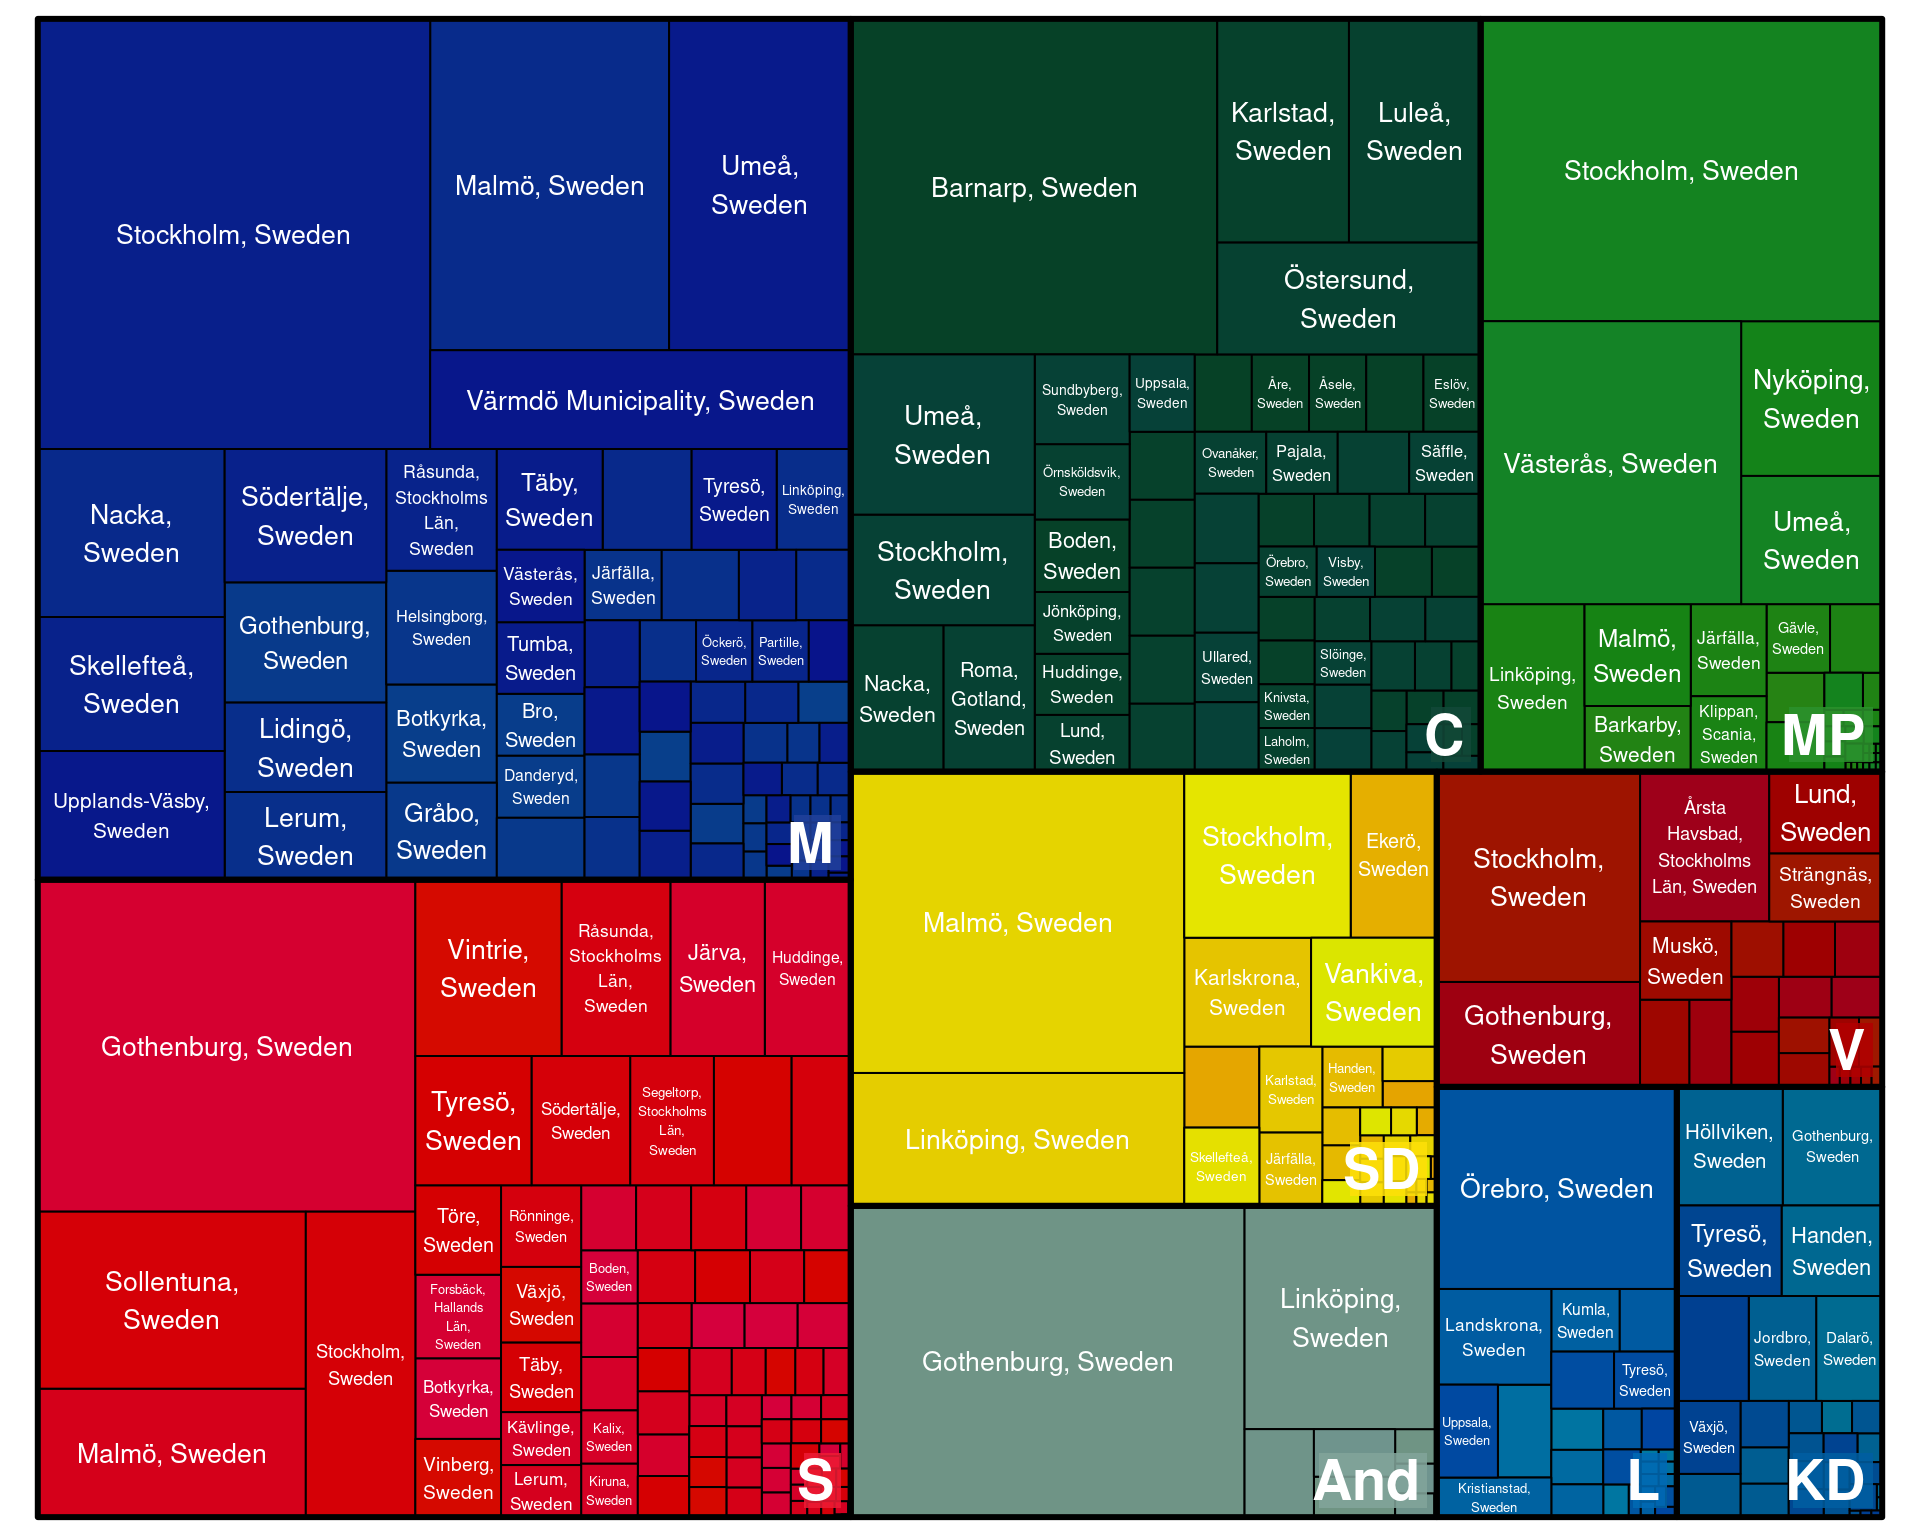 Stockholm, Sweden
Malmö, Sweden
Umeå,
Sweden
Värmdö Municipality, Sweden
Nacka,
Sweden
Södertälje,
Sweden
Råsunda,
Stockholms
Län,
Sweden
Täby,
Sweden
Tyresö,
Sweden
Linköping,
Sweden
Gothenburg,
Sweden
Helsingborg,
Sweden
Västerås,
Sweden
Järfälla,
Sweden
Skellefteå,
Sweden
Tumba,
Sweden
Öckerö,
Sweden
Partille,
Sweden
Lidingö,
Sweden
Botkyrka,
Sweden
Bro,
Sweden
Upplands-Väsby,
Sweden
Lerum,
Sweden
Gråbo,
Sweden
Danderyd,
Sweden
M
Barnarp, Sweden
Karlstad,
Sweden
Luleå,
Sweden
Östersund,
Sweden
Umeå,
Sweden
Sundbyberg,
Sweden
Uppsala,
Sweden
Åre,
Sweden
Åsele,
Sweden
Eslöv,
Sweden
Örnsköldsvik,
Sweden
Ovanåker,
Sweden
Pajala,
Sweden
Säffle,
Sweden
Stockholm,
Sweden
Boden,
Sweden
Örebro,
Sweden
Visby,
Sweden
Jönköping,
Sweden
Nacka,
Sweden
Roma,
Gotland,
Sweden
Huddinge,
Sweden
Ullared,
Sweden
Slöinge,
Sweden
Knivsta,
Sweden
Lund,
Sweden
Laholm,
Sweden
C
Stockholm, Sweden
Västerås, Sweden
Nyköping,
Sweden
Umeå,
Sweden
Linköping,
Sweden
Malmö,
Sweden
Järfälla,
Sweden
Gävle,
Sweden
Barkarby,
Sweden
Klippan,
Scania,
Sweden
MP
Gothenburg, Sweden
Vintrie,
Sweden
Råsunda,
Stockholms
Län,
Sweden
Järva,
Sweden
Huddinge,
Sweden
Tyresö,
Sweden
Södertälje,
Sweden
Segeltorp,
Stockholms
Län,
Sweden
Sollentuna,
Sweden
Stockholm,
Sweden
Malmö, Sweden
Töre,
Sweden
Rönninge,
Sweden
Forsbäck,
Hallands
Län,
Sweden
Växjö,
Sweden
Boden,
Sweden
Botkyrka,
Sweden
Täby,
Sweden
Kävlinge,
Sweden
Kalix,
Sweden
Vinberg,
Sweden
Lerum,
Sweden
Kiruna,
Sweden
S
Malmö, Sweden
Stockholm,
Sweden
Ekerö,
Sweden
Karlskrona,
Sweden
Vankiva,
Sweden
Linköping, Sweden
Karlstad,
Sweden
Handen,
Sweden
Skellefteå,
Sweden
Järfälla,
Sweden
SD
Gothenburg, Sweden
Linköping,
Sweden
And
Stockholm,
Sweden
Årsta
Havsbad,
Stockholms
Län, Sweden
Lund,
Sweden
Strängnäs,
Sweden
Gothenburg,
Sweden
Muskö,
Sweden
V
Örebro, Sweden
Landskrona,
Sweden
Kumla,
Sweden
Tyresö,
Sweden
Uppsala,
Sweden
Kristianstad,
Sweden
L
Höllviken,
Sweden
Gothenburg,
Sweden
Tyresö,
Sweden
Handen,
Sweden
Jordbro,
Sweden
Dalarö,
Sweden
Växjö,
Sweden
KD